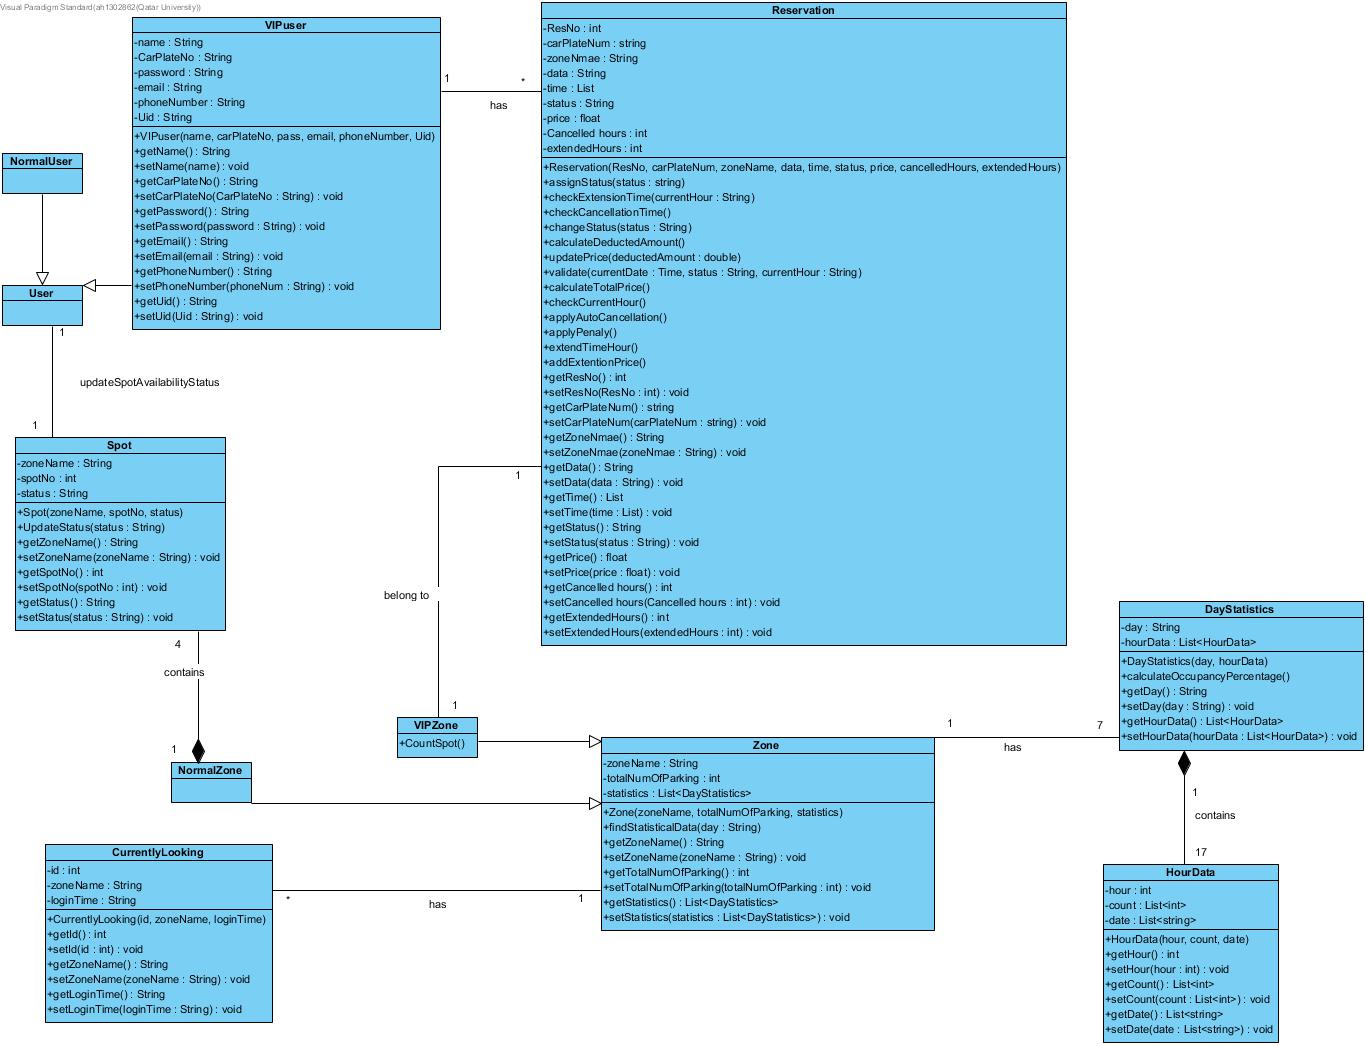 Visual Paradigm Standard(ah1302862(Qatar University))
VIPuser
-name : String
-CarPlateNo : String
-password : String
-email : String
-phoneNumber : String
-Uid : String
+VIPuser(name, carPlateNo, pass, email, phoneNumber, Uid)
+getName() : String
+setName(name) : void
+getCarPlateNo() : String
+setCarPlateNo(CarPlateNo : String) : void
+getPassword() : String
+setPassword(password : String) : void
+getEmail() : String
+setEmail(email : String) : void
+getPhoneNumber() : String
+setPhoneNumber(phoneNum : String) : void
+getUid() : String
+setUid(Uid : String) : void
1
*
has
Reservation
-ResNo : int
-carPlateNum : string
-zoneNmae : String
-data : String
-time : List
-status : String
-price : float
-Cancelled hours : int
-extendedHours : int
+Reservation(ResNo, carPlateNum, zoneName, data, time, status, price, cancelledHours, extendedHours)
+assignStatus(status : string)
+checkExtensionTime(currentHour : String)
+checkCancellationTime()
+changeStatus(status : String)
+calculateDeductedAmount()
+updatePrice(deductedAmount : double)
+validate(currentDate : Time, status : String, currentHour : String)
+calculateTotalPrice()
+checkCurrentHour()
+applyAutoCancellation()
+applyPenaly()
+extendTimeHour()
+addExtentionPrice()
+getResNo() : int
+setResNo(ResNo : int) : void
+getCarPlateNum() : string
+setCarPlateNum(carPlateNum : string) : void
+getZoneNmae() : String
+setZoneNmae(zoneNmae : String) : void
+getData() : String
+setData(data : String) : void
+getTime() : List
+setTime(time : List) : void
+getStatus() : String
+setStatus(status : String) : void
+getPrice() : float
+setPrice(price : float) : void
+getCancelled hours() : int
+setCancelled hours(Cancelled hours : int) : void
+getExtendedHours() : int
+setExtendedHours(extendedHours : int) : void
NormalUser
User
1
updateSpotAvailabilityStatus
1
Spot
-zoneName : String
-spotNo : int
-status : String
+Spot(zoneName, spotNo, status)
+UpdateStatus(status : String)
+getZoneName() : String
+setZoneName(zoneName : String) : void
+getSpotNo() : int
+setSpotNo(spotNo : int) : void
+getStatus() : String
+setStatus(status : String) : void
4
contains
1
NormalZone
1
belong to
1
VIPZone
+CountSpot()
Zone
-zoneName : String
-totalNumOfParking : int
-statistics : List<DayStatistics>
+Zone(zoneName, totalNumOfParking, statistics)
+findStatisticalData(day : String)
+getZoneName() : String
+setZoneName(zoneName : String) : void
+getTotalNumOfParking() : int
+setTotalNumOfParking(totalNumOfParking : int) : void
+getStatistics() : List<DayStatistics>
+setStatistics(statistics : List<DayStatistics>) : void
1
7
has
DayStatistics
-day : String
-hourData : List<HourData>
+DayStatistics(day, hourData)
+calculateOccupancyPercentage()
+getDay() : String
+setDay(day : String) : void
+getHourData() : List<HourData>
+setHourData(hourData : List<HourData>) : void
1
contains
17
HourData
-hour : int
-count : List<int>
-date : List<string>
+HourData(hour, count, date)
+getHour() : int
+setHour(hour : int) : void
+getCount() : List<int>
+setCount(count : List<int>) : void
+getDate() : List<string>
+setDate(date : List<string>) : void
CurrentlyLooking
-id : int
-zoneName : String
-loginTime : String
+CurrentlyLooking(id, zoneName, loginTime)
+getId() : int
+setId(id : int) : void
+getZoneName() : String
+setZoneName(zoneName : String) : void
+getLoginTime() : String
+setLoginTime(loginTime : String) : void
*
has
1